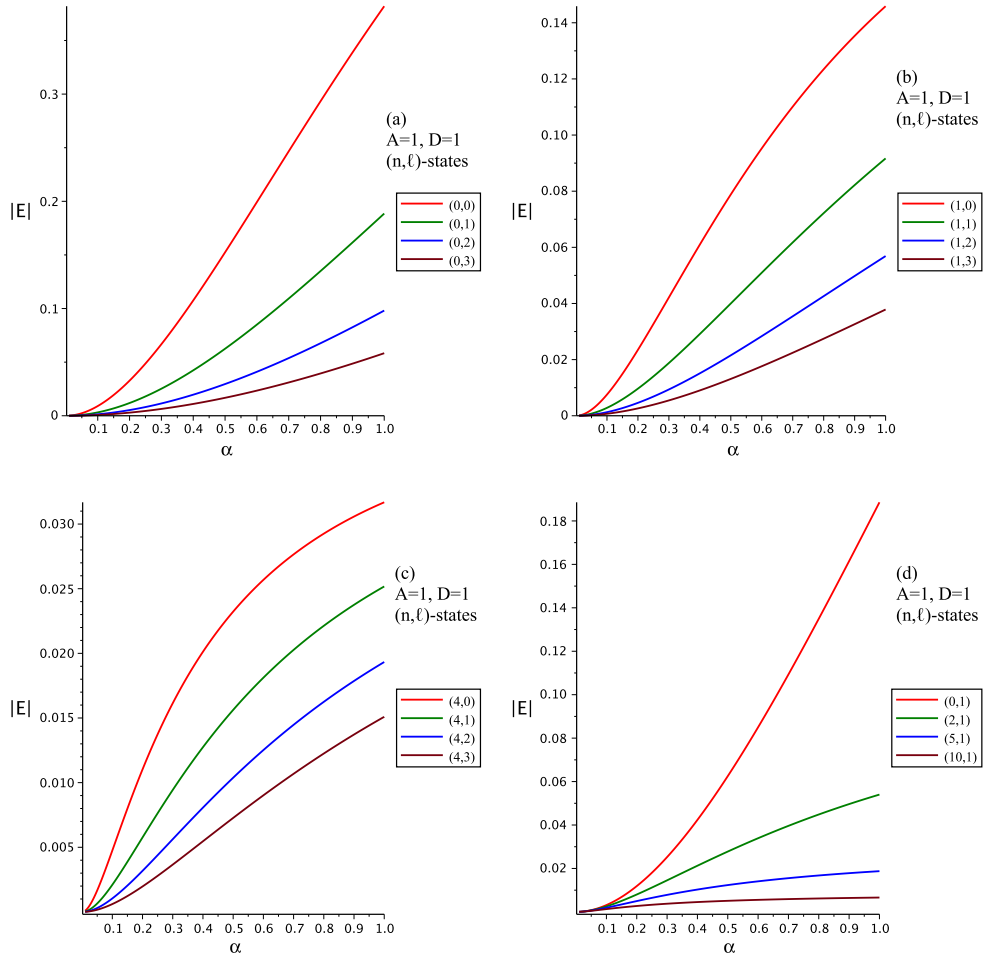 (a)
A=1, D=1
(n,ℓ)-states
|E|
0.3
0.2
0.1
0
(0,0)
(0,1)
(0,2)
(0,3)
0.1 0.2 0.3 0.4 0.5 0.6 0.7 0.8 0.9 1.0
α
(b)
A=1, D=1
(n,ℓ)-states
|E|
0.14
0.12
0.10
0.08
0.06
0.04
0.02
0
(1,0)
(1,1)
(1,2)
(1,3)
0.1 0.2 0.3 0.4 0.5 0.6 0.7 0.8 0.9 1.0
α
(c)
A=1, D=1
(n,ℓ)-states
|E|
0.030
0.025
0.020
0.015
0.010
0.005
(4,0)
(4,1)
(4,2)
(4,3)
0.1 0.2 0.3 0.4 0.5 0.6 0.7 0.8 0.9 1.0
α
(d)
A=1, D=1
(n,ℓ)-states
|E|
0.18
0.16
0.14
0.12
0.10
0.08
0.06
0.04
0.02
(0,1)
(2,1)
(5,1)
(10,1)
0.1 0.2 0.3 0.4 0.5 0.6 0.7 0.8 0.9 1.0
α